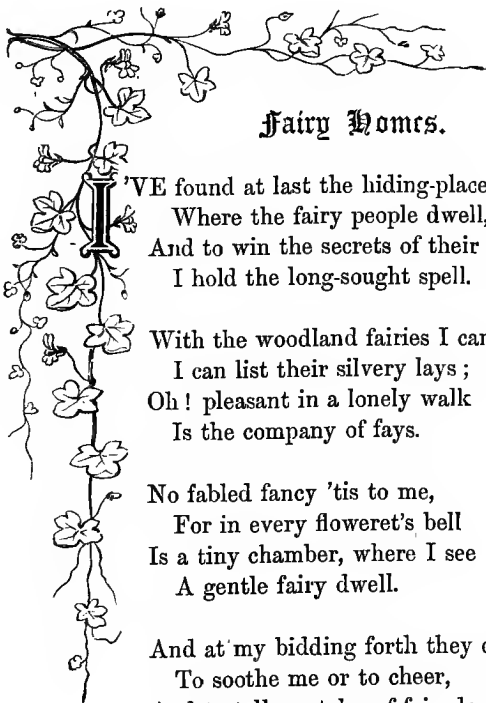 Fairy Homes.
I'VE found at last the hiding-place
Where the fairy people dwell,
And to win the secrets of their
I hold the long-sought spell.
With the woodland fairies I can
I can list their silvery lays ;
Oh ! pleasant in a lonely walk
Is the company of fays.
No fabled fancy 'tis to me,
For in every floweret's bell
Is a tiny chamber, where I see
A gentle fairy dwell.
And at my bidding forth they
To soothe me or to cheer,